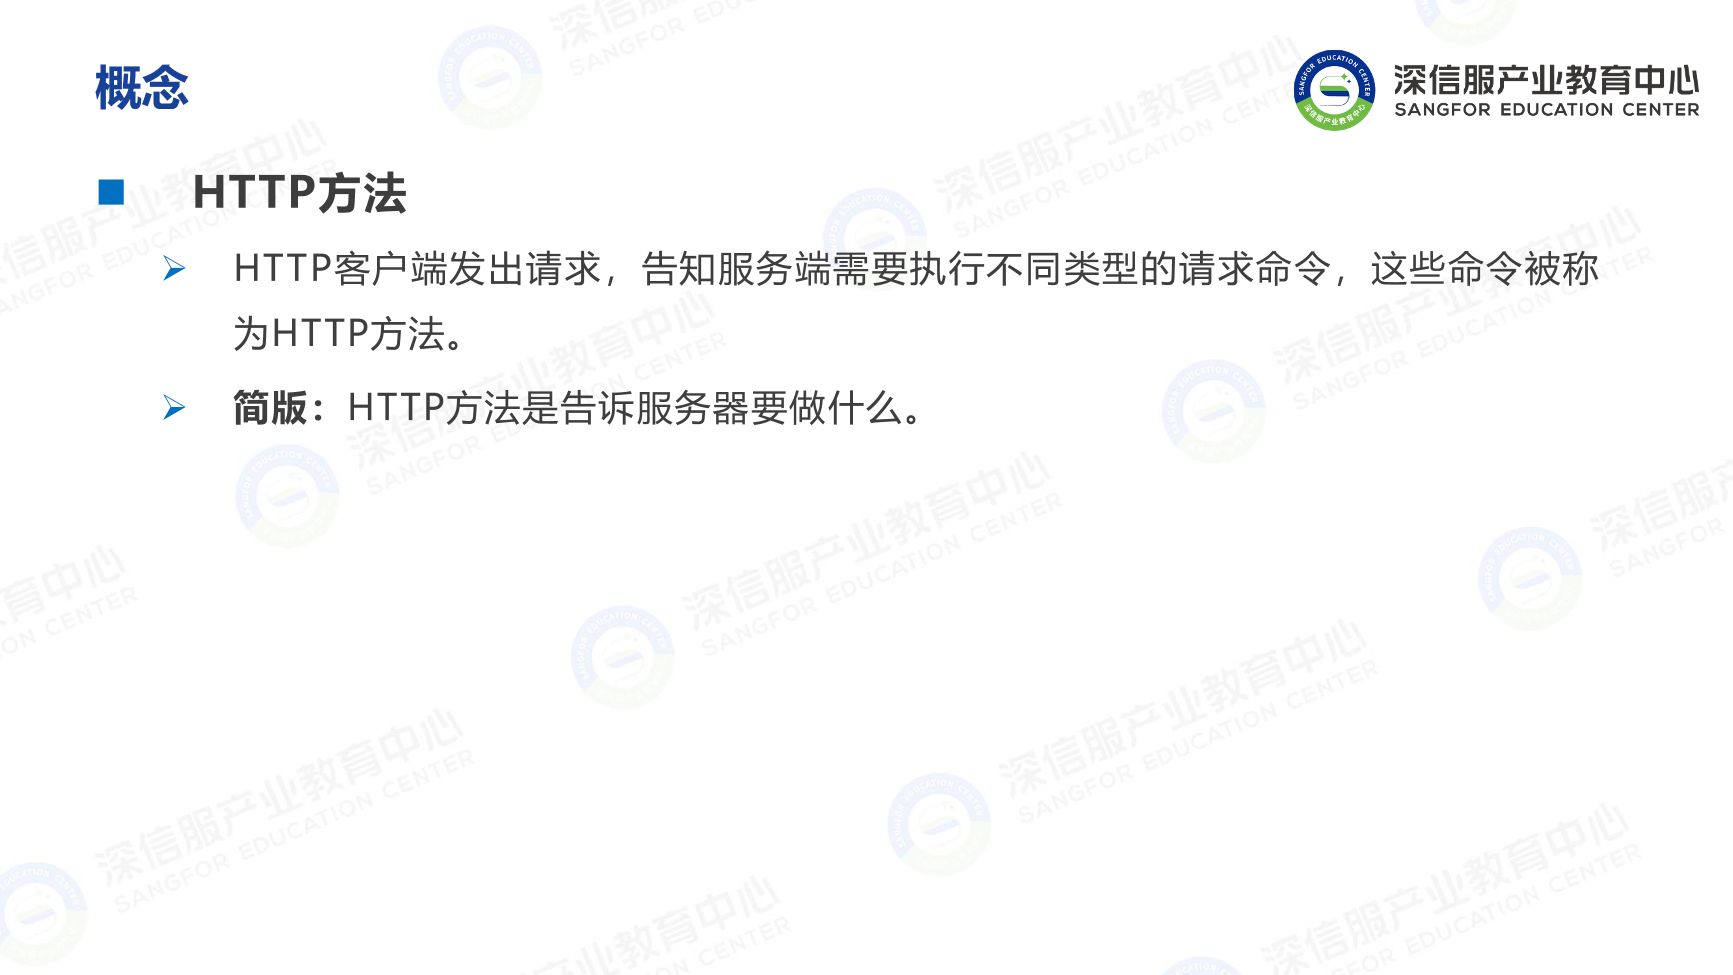 概念
深信服产业教育中心
SANGFOR EDUCATION CENTER
HTTP方法
HTTP客户端发出请求，告知服务端需要执行不同类型的请求命令，这些命令被称
为HTTP方法。
简版：HTTP方法是告诉服务器要做什么。